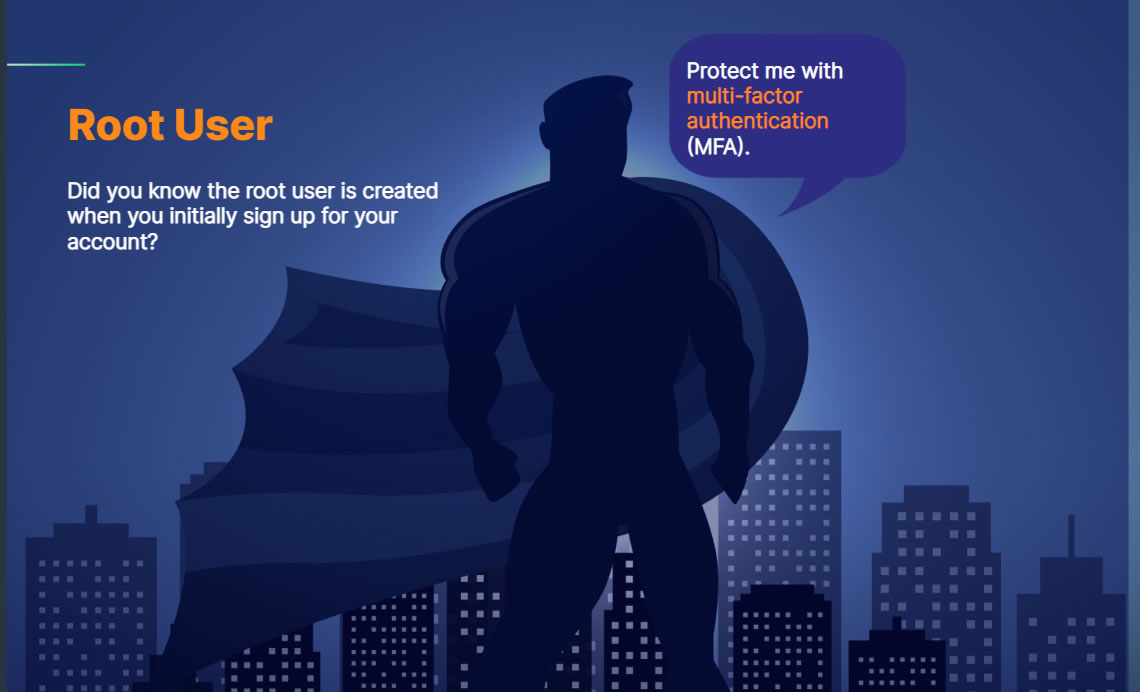 Root User
Did you know the root user is created
when you initially sign up for your
account?
Protect me with
multi-factor
authentication
(MFA).